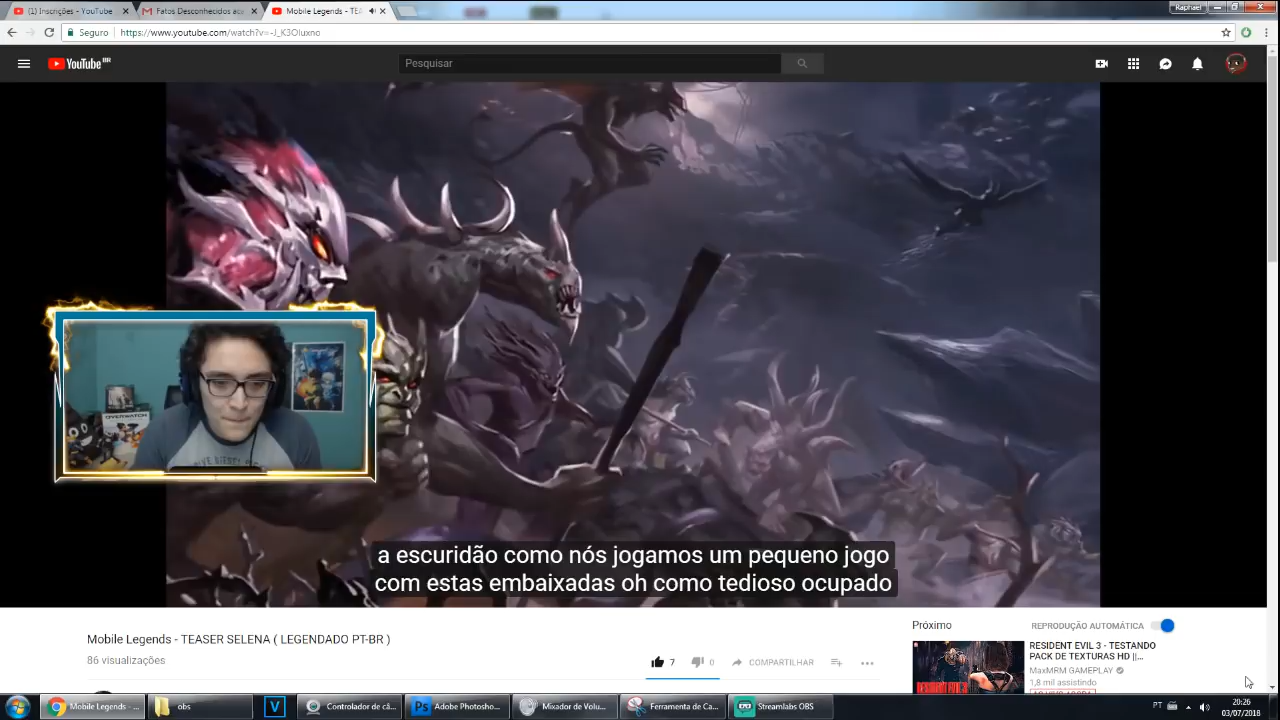 (1) Inscrições - YouTube
Fatos Desconhecidos aca
Mobile Legends - TEA
Raphael
Seguro
https://www.youtube.com/watch?v=-J_K3OIuxno
YouTube BR
Pesquisar
OVERWATCH
a escuridão como nós jogamos um pequeno jogo
com estas embaixadas oh como tedioso ocupado
Mobile Legends - TEASER SELENA ( LEGENDADO PT-BR )
86 visualizações
7
0
COMPARTILHAR
Próximo
REPRODUÇÃO AUTOMÁTICA
RESIDENT EVIL 3 - TESTANDO
PACK DE TEXTURAS HD ||...
MaxMRM GAMEPLAY
1,8 mil assistindo
Mobile Legends - ...
obs
Controlador de câ...
Adobe Photosho...
Mixador de Volu...
Ferramenta de Ca...
Streamlabs OBS
PT
20:26
03/07/2018